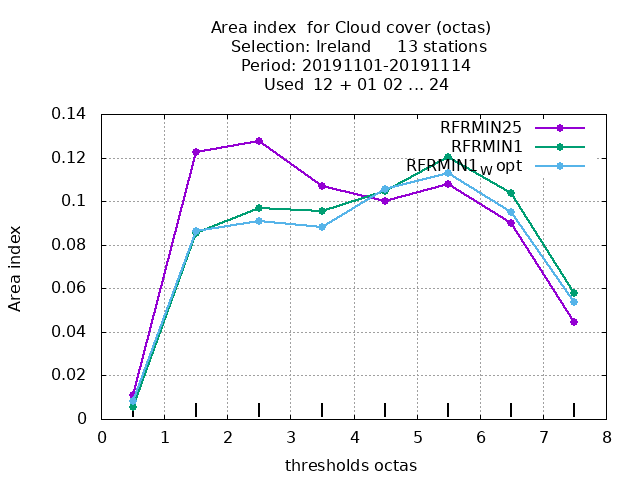 Area index  for Cloud cover (octas)
Selection: Ireland     13 stations
Period: 20191101-20191114
Used  12 + 01 02 ... 24
0.14
0.12
0.1
0.08
0.06
0.04
0.02
0
RFRMIN25
RFRMIN1
RFRMIN1w opt
Area index
0 1 2 3 4 5 6 7 8
thresholds octas